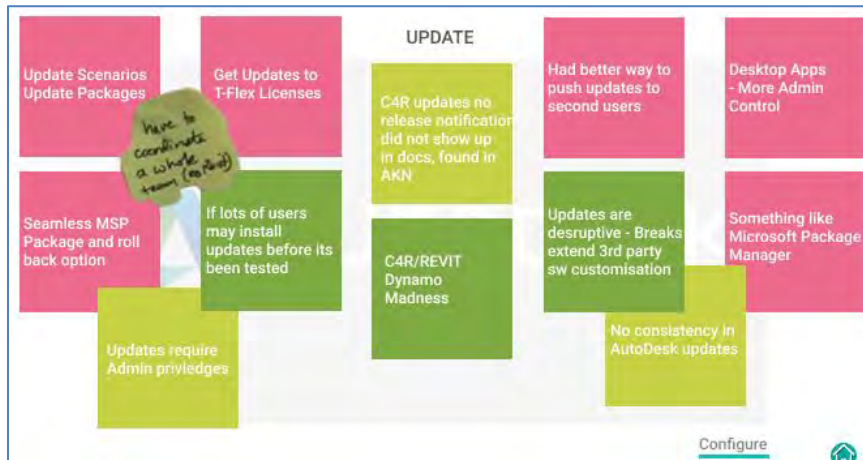 UPDATE
Update Scenarios
Update Packages
Get Updates to
T-Flex Licenses
have to
coordinate
a whole
team
C4R updates no
release notification
did not show up
in docs, found in
AKN
Had better way to
push updates to
second users
Desktop Apps
- More Admin
Control
Seamless MSP
Package and roll
back option
If lots of users
may install
updates before its
been tested
C4R/REVIT
Dynamo
Madness
Updates are
desruptive - Breaks
extend 3rd party
sw customisation
Something like
Microsoft Package
Manager
Updates require
Admin priviledges
No consistency in
AutoDesk updates
Configure